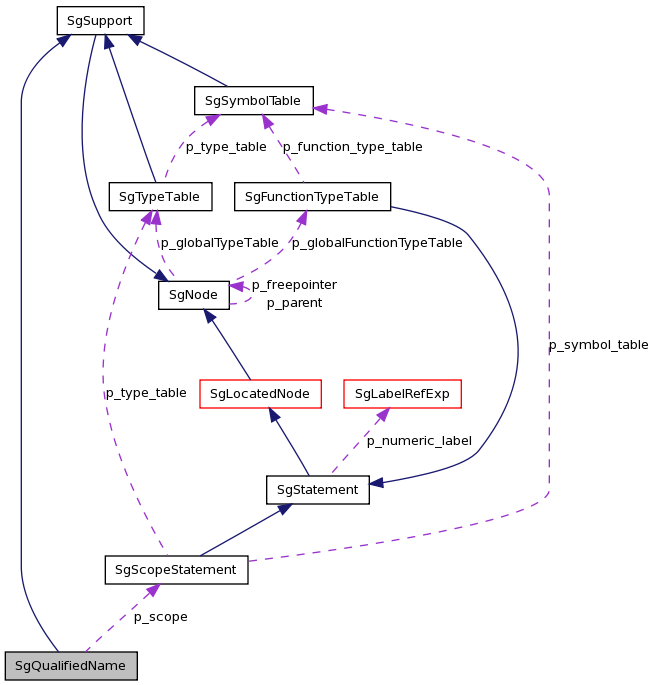 SgSupport
SgSymbolTable
p_type_table
p_function_type_table
SgTypeTable
SgFunctionTypeTable
p_globalTypeTable
p_globalFunctionTypeTable
SgNode
p_freepointer
p_parent
p_symbol_table
p_type_table
SgLocatedNode
SgLabelRefExp
p_numeric_label
SgStatement
SgScopeStatement
p_scope
SgQualifiedName